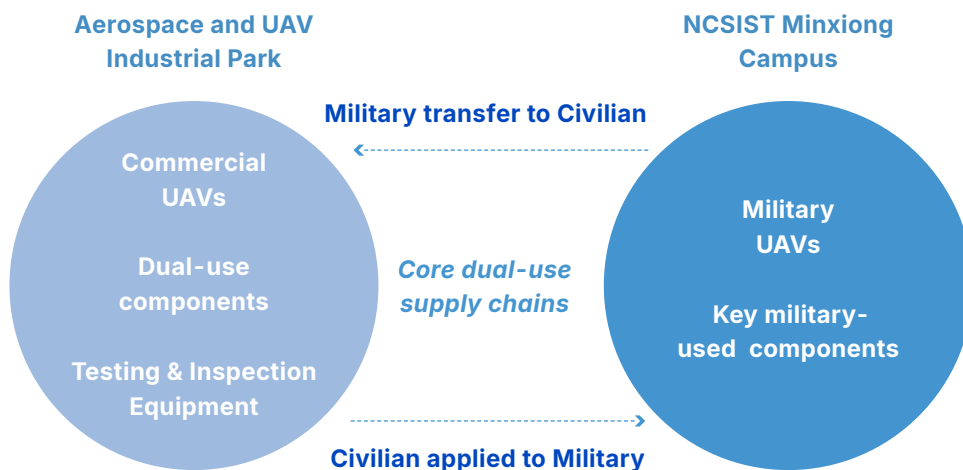 Aerospace and UAV
Industrial Park
NCSIST Minxiong
Campus
Military transfer to Civilian
Commercial
UAVs
Dual-use
components
Testing & Inspection
Equipment
Core dual-use
supply chains
Military
UAVs
Key military-
used components
Civilian applied to Military